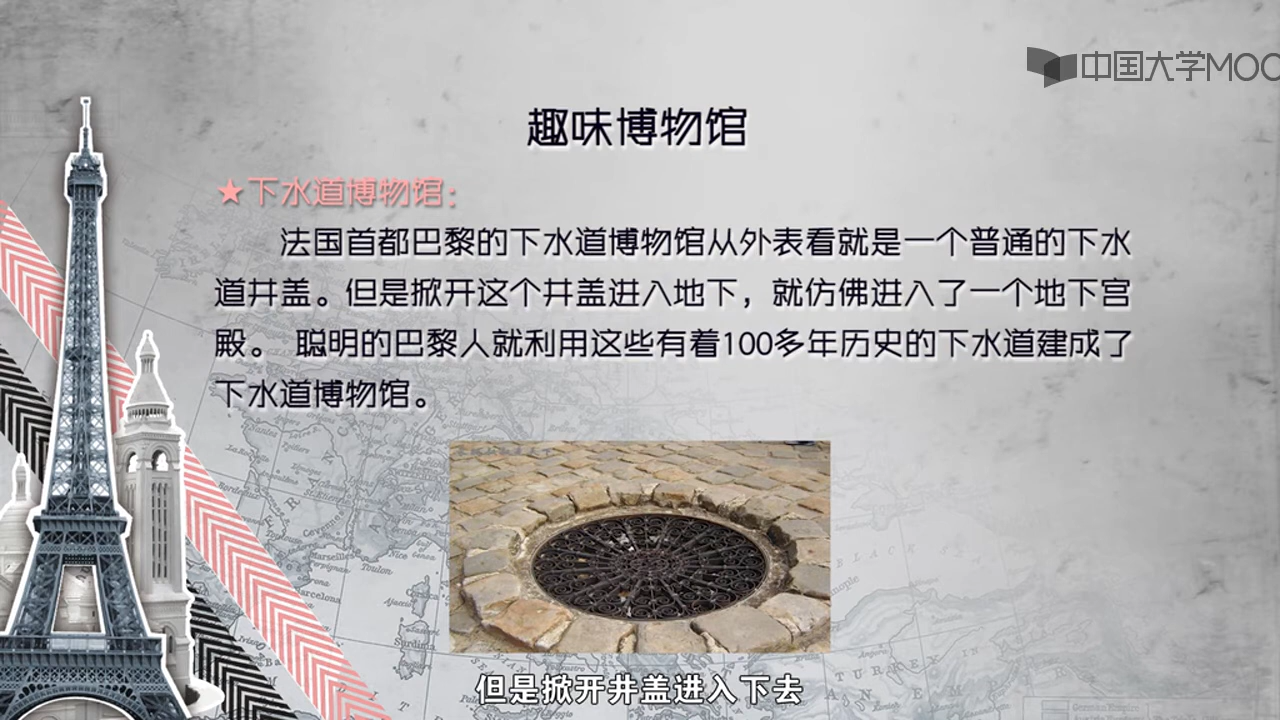 中国大学MOO
趣味博物馆
★下水道博物馆：
法国首都巴黎的下水道博物馆从外表看就是一个普通的下水
道井盖。但是掀开这个井盖进入地下，就仿佛进入了一个地下宫
殿。 聪明的巴黎人就利用这些有着100多年历史的下水道建成了
下水道博物馆。
Marseilles
Toulon
Nice
BLACK
TURKEY
但是掀开井盖进入下去